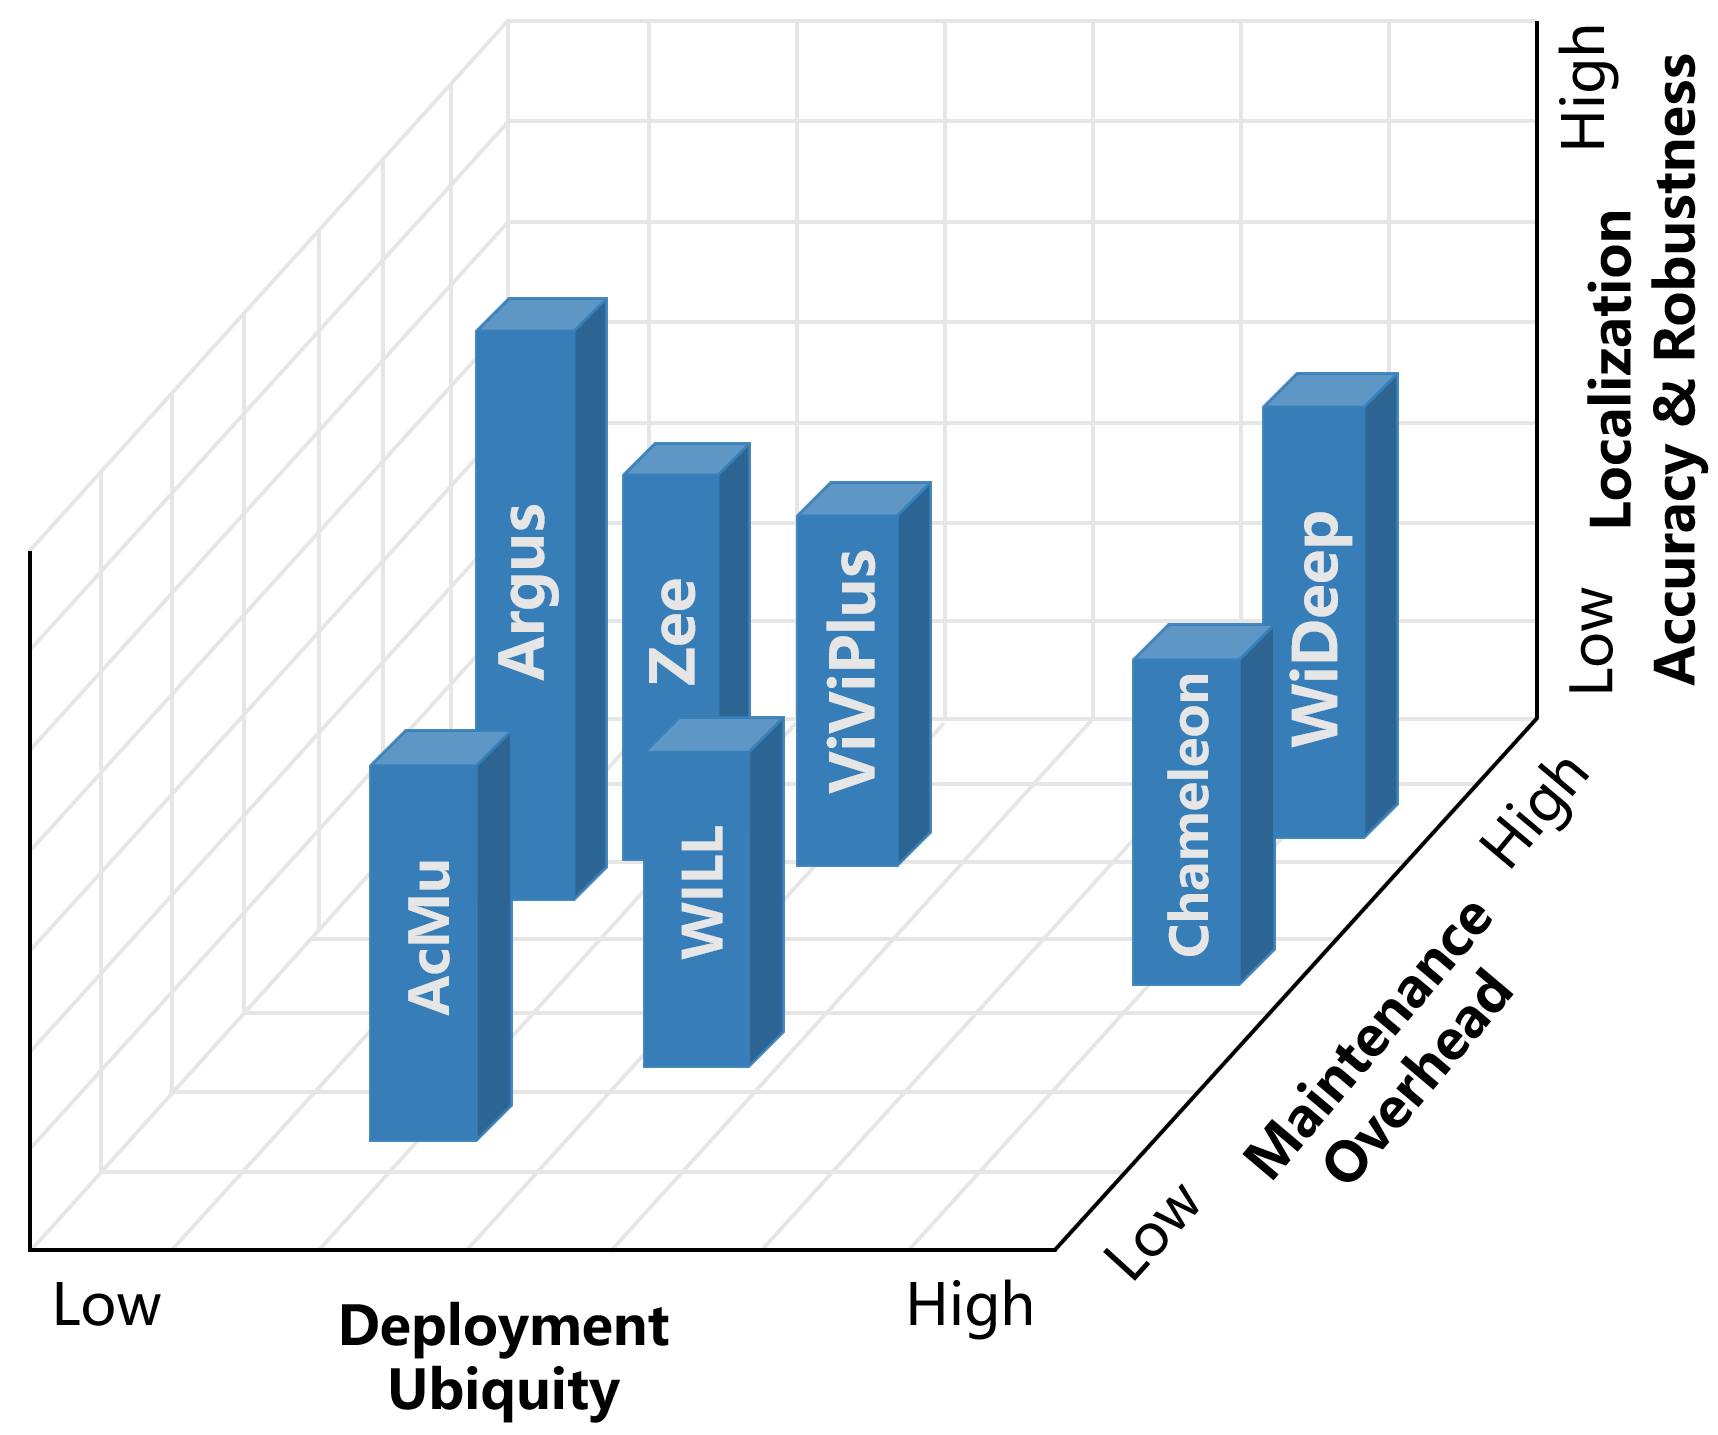 High
Localization
Accuracy & Robustness
Low
Argus
Zee
ViViPlus
WiDeep
Chameleon
AcMu
WILL
High
Maintenance
Overhead
Low
Low
Deployment
Ubiquity
High